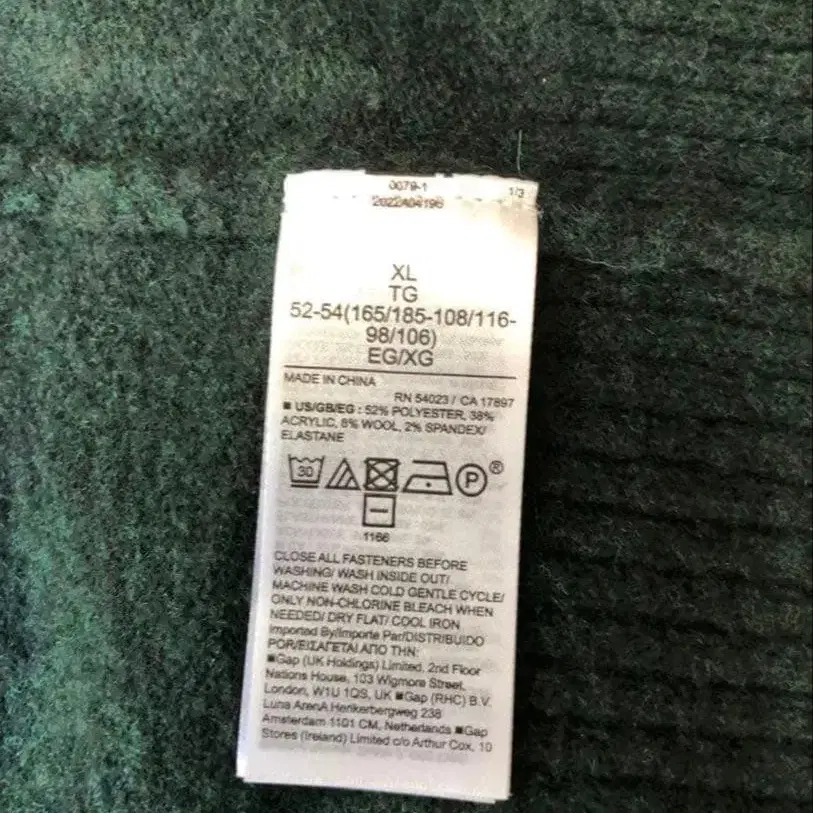 0079-1
1/3
2022A04196
XL
TG
52-54(165/185-108/116-
98/106)
EG/XG
MADE IN CHINA
RN 54023 / CA 17897
■ US/GB/EG : 52% POLYESTER, 38%
ACRYLIC, 8% WOOL, 2% SPANDEX/
ELASTANE
30
P ®
1166
CLOSE ALL FASTENERS BEFORE
WASHING/ WASH INSIDE OUT/
MACHINE WASH COLD GENTLE CYCLE/
ONLY NON-CHLORINE BLEACH WHEN
NEEDED/ DRY FLAT/ COOL IRON
Imported By/Importe Par/DISTRIBUIDO
POR/ΕΙΣΑΓΕΤΑΙ ΑΠΟ ΤΗΝ:
■Gap (UK Holdings) Limited, 2nd Floor
Nations House, 103 Wigmore Street,
London, W1U 1QS, UK ■Gap (RHC) B.V.
Luna ArenA Herikerbergweg 238
Amsterdam 1101 CM, Netherlands ■Gap
Stores (Ireland) Limited c/o Arthur Cox, 10